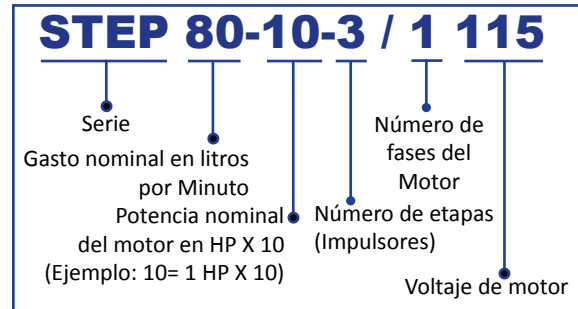 STEP 80-10-3 / 1 115
Serie
Gasto nominal en litros
por Minuto
Potencia nominal
del motor en HP X 10
(Ejemplo: 10= 1 HP X 10)
Número de etapas
(Impulsores)
Número de
fases del
Motor
Voltaje de motor